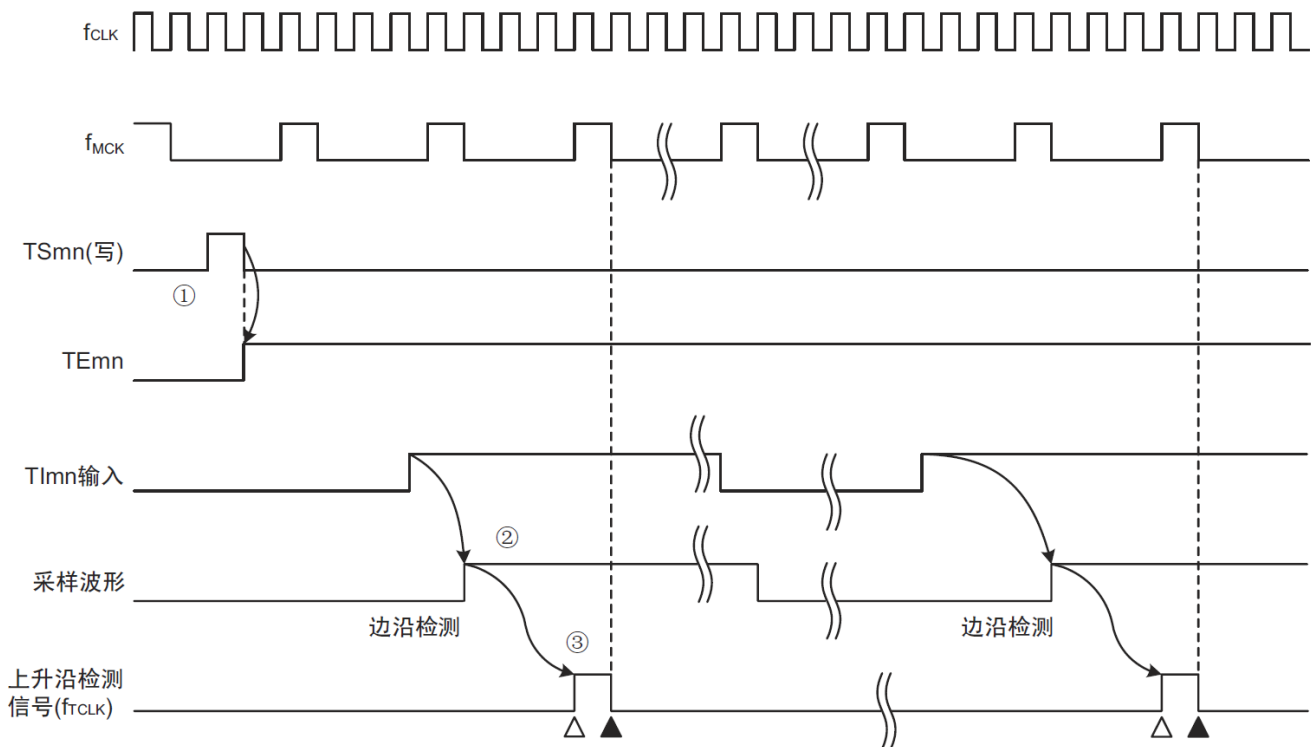 fCLK
fMCK
TSmn(写)
①
TEmn
TImn输入
②
采样波形
边沿检测
边沿检测
③
上升沿检测
信号(fTCLK)